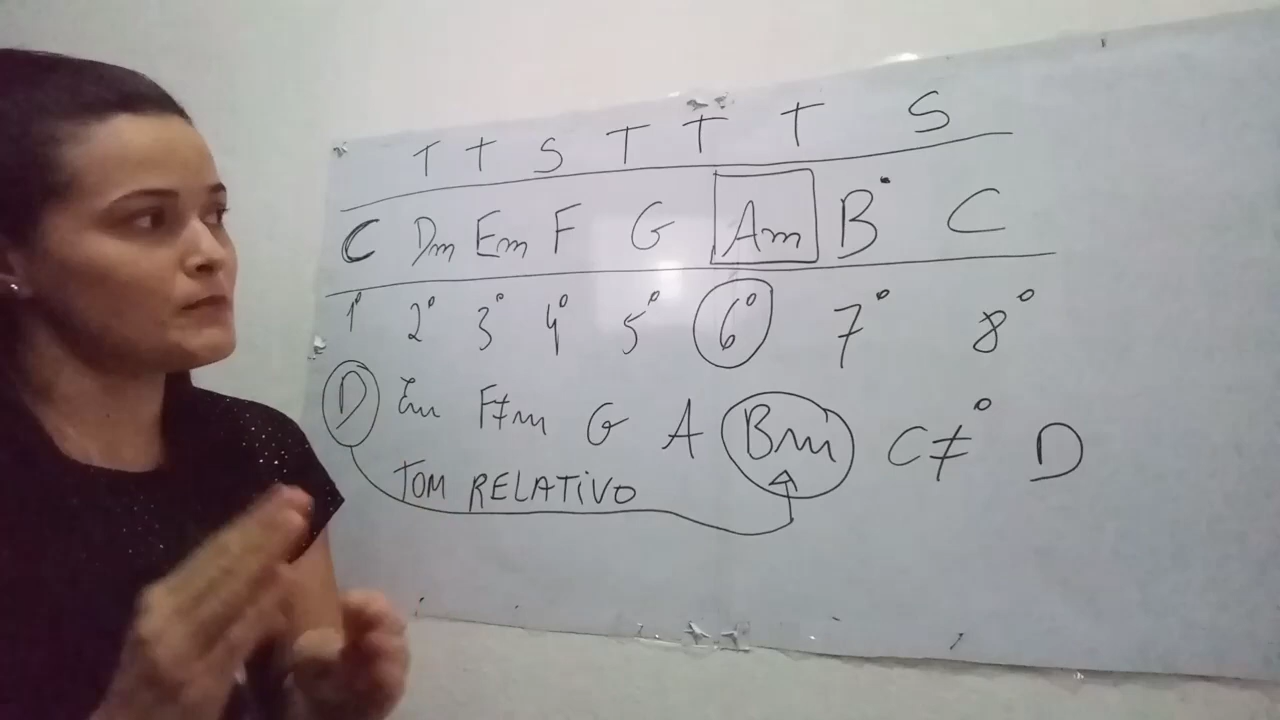 T T S T T T S
C Dm Em F G Am B° C
1° 2° 3° 4° 5° 6° 7° 8°
D Em F#m G A Bm C#° D
TOM RELATIVO